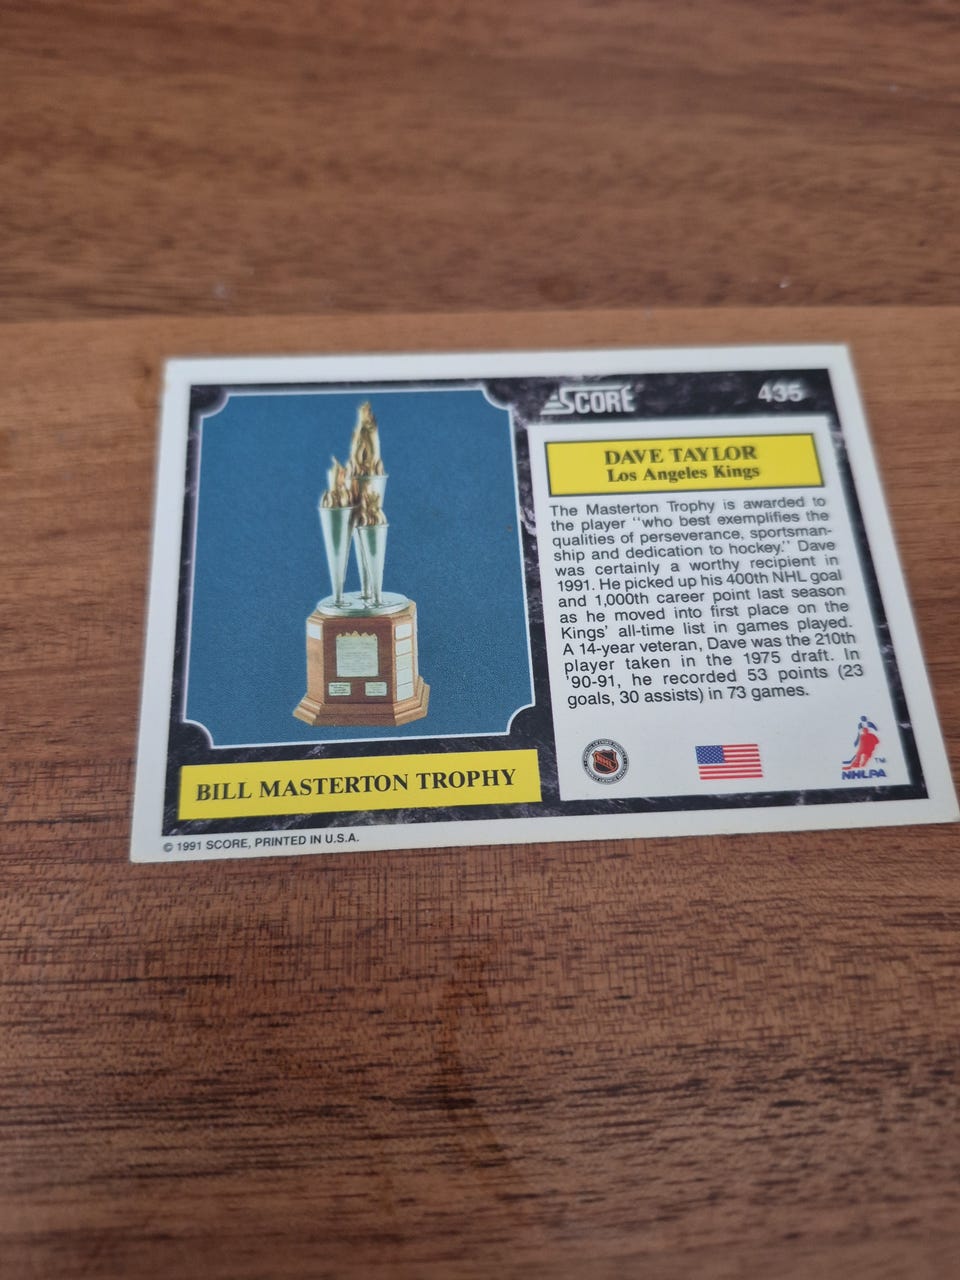 SCORE
435
DAVE TAYLOR
Los Angeles Kings
The Masterton Trophy is awarded to
the player "who best exemplifies the
qualities of perseverance, sportsman-
ship and dedication to hockey." Dave
was certainly a worthy recipient in
1991. He picked up his 400th NHL goal
and 1,000th career point last season
as he moved into first place on the
Kings' all-time list in games played.
A 14-year veteran, Dave was the 210th
player taken in the 1975 draft. In
'90-91, he recorded 53 points (23
goals, 30 assists) in 73 games.
NHL
TM
NHLPA
BILL MASTERTON TROPHY
© 1991 SCORE, PRINTED IN U.S.A.